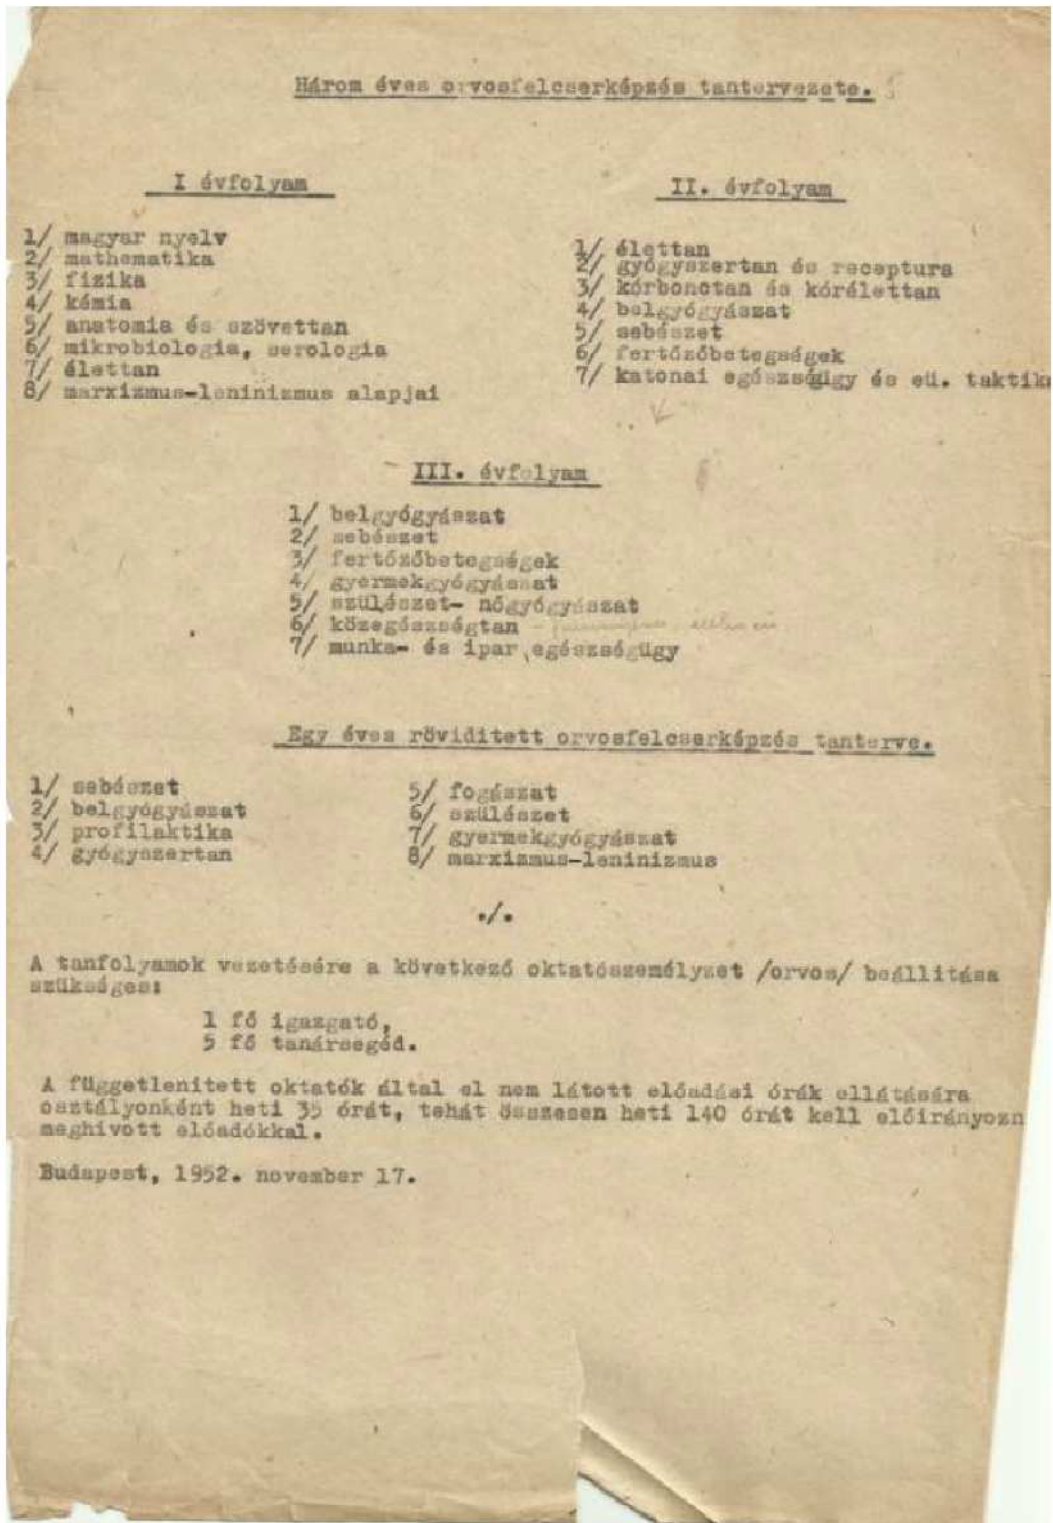 Három éves orvosfelcserképzés tantervezete.
I évfolyam
1/ magyar nyelv
2/ mathematika
3/ fizika
4/ kémia
5/ anatomia és szövettan
6/ mikrobiologia, serologia
7/ élettan
8/ marxizmus-leninizmus alapjai
II. évfolyam
1/ élettan
2/ gyógyszertan és receptura
3/ kórbonctan és kórélettan
4/ belgyógyászat
5/ sebészet
6/ fertőzőbetegségek
7/ katonai egészségügy és eü. taktik
III. évfolyam
1/ belgyógyászat
2/ sebészet
3/ fertőzőbetegségek
4/ gyermekgyógyászat
5/ szülészet- nőgyógyászat
6/ közegészségtan
7/ munka- és ipar egészségügy
Egy éves röviditett orvosfelcserképzés tanterve.
1/ sebészet
2/ belgyógyászat
3/ profilaktika
4/ gyógyszertan
5/ fogászat
6/ szülészet
7/ gyermekgyógyászat
8/ marxizmus-leninizmus
./.
A tanfolyamok vezetésére a következő oktatószemélyzet /orvos/ beállitása
szükséges:
1 fő igazgató,
5 fő tanársegéd.
A függetlenitett oktatók által el nem látott előadási órák ellátására
osztályonként heti 35 órát, tehát összesen heti 140 órát kell előirányozn
meghivott előadókkal.
Budapest, 1952. november 17.